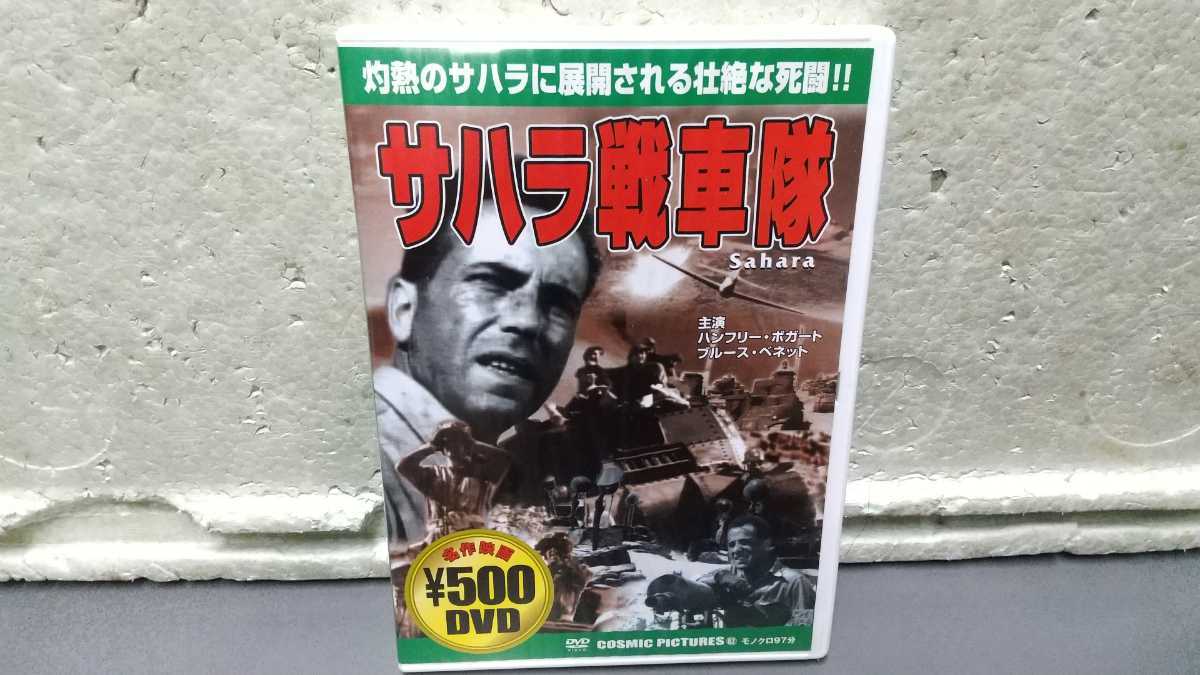 灼熱のサハラに展開される壮絶な死闘!!
サハラ戦車隊
Sahara
主演
ハンフリー・ボガート
ブルース・ベネット
名作映画
¥500
DVD
DVD VIDEO COSMIC PICTURES 62 モノクロ97分